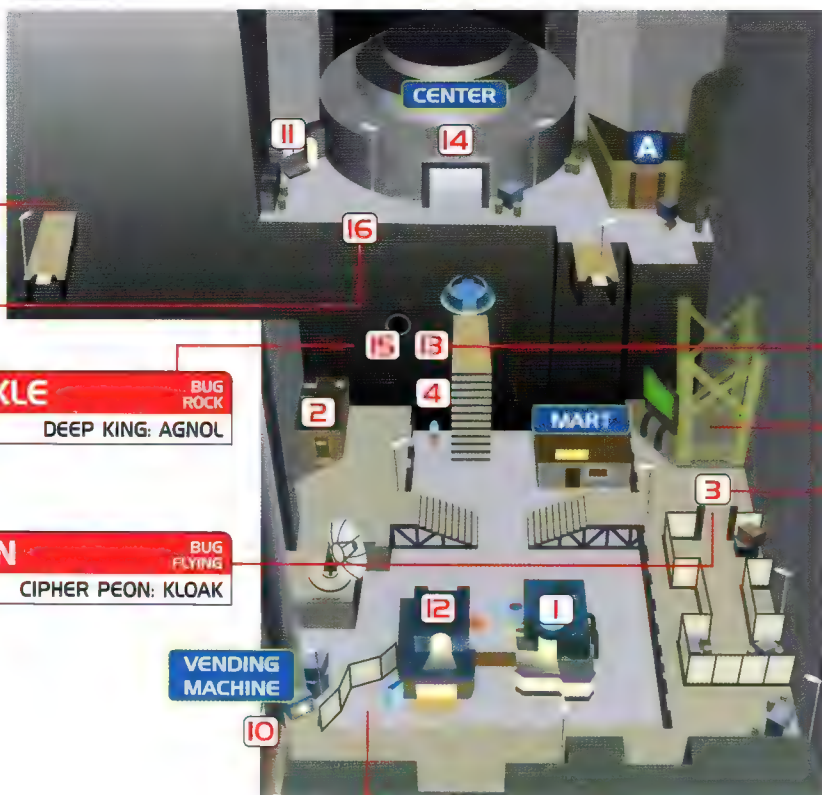 CENTER
11
14
A
16
15
13
4
2
MART
3
KLE
BUG
ROCK
DEEP KING: AGNOL
N
BUG
FLYING
CIPHER PEON: KLOAK
12
1
VENDING
MACHINE
10